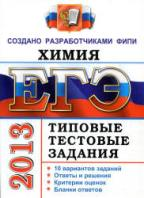 СОЗДАНО РАЗРАБОТЧИКАМИ ФИПИ
ХИМИЯ
ЕГЭ
2013
ТИПОВЫЕ
ТЕСТОВЫЕ
ЗАДАНИЯ
• 10 вариантов заданий
• Ответы и решения
• Критерии оценок
• Бланки ответов